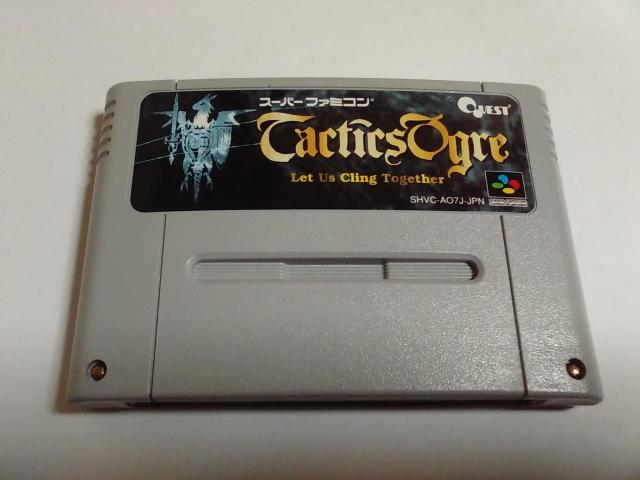 スーパーファミコン®
QUEST
TacticsOgre
Let Us Cling Together
SHVC-AO7J-JPN